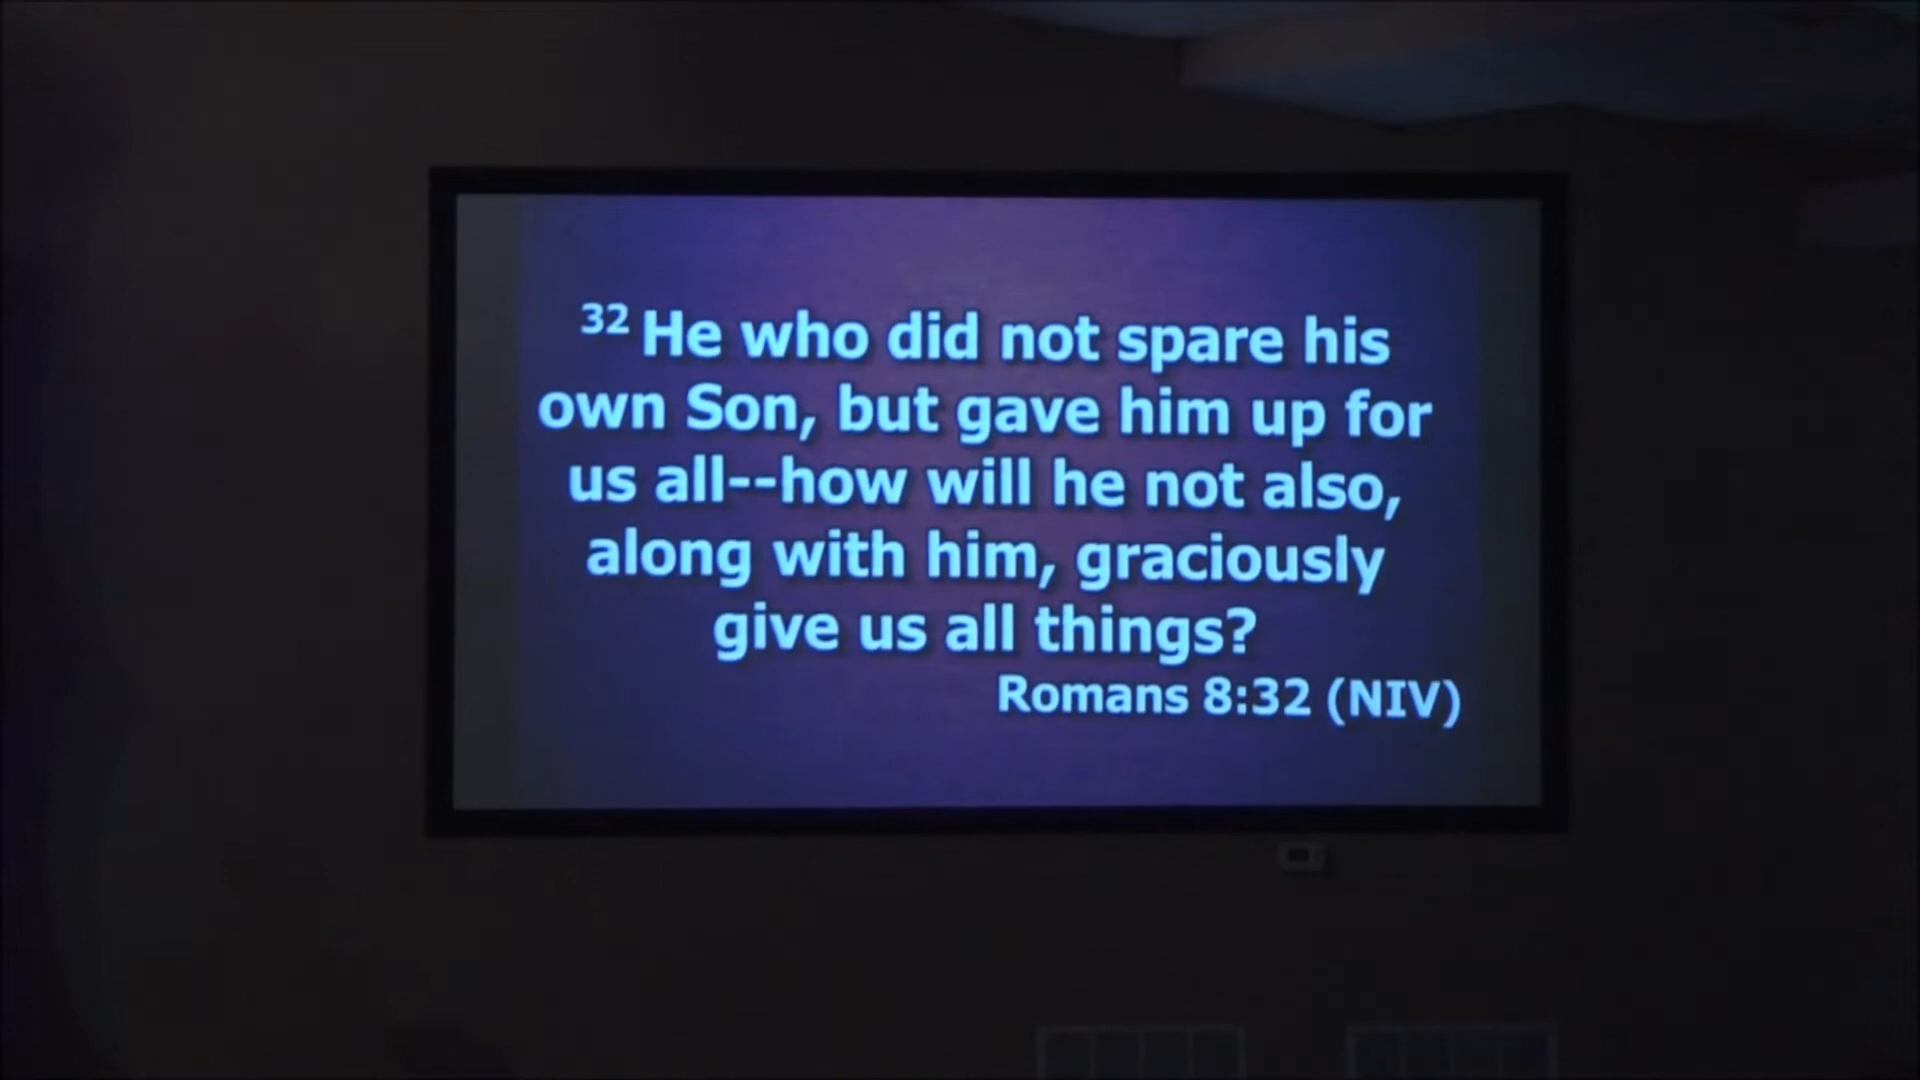 32 He who did not spare his
own Son, but gave him up for
us all--how will he not also,
along with him, graciously
give us all things?
Romans 8:32 (NIV)